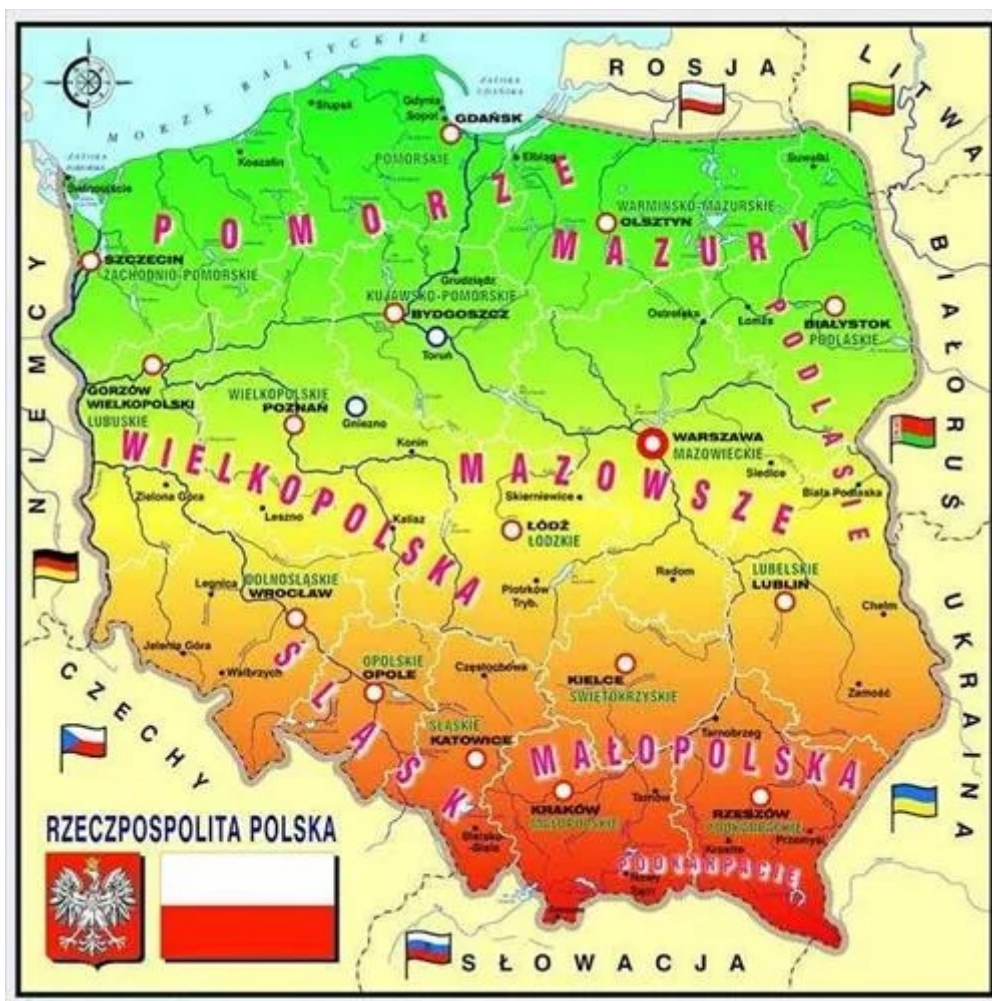 MORZE BAŁTYCKIE
ROSJA
LITWA
ZATOKA
GDAŃSKA
Słupsk
Gdynia
Sopot
GDAŃSK
POMORSKIE
Koszalin
Elbląg
Suwałki
Świnoujście
WARMIŃSKO-MAZURSKIE
OLSZTYN
POMORZE
MAZURY
SZCZECIN
ZACHODNIO-POMORSKIE
Grudziądz
KUJAWSKO-POMORSKIE
BYDGOSZCZ
Toruń
Ostrołęka
Łomża
BIAŁYSTOK
PODLASKIE
PODLASIE
NIEMCY
BIAŁORUŚ
GORZÓW
WIELKOPOLSKI
LUBUSKIE
WIELKOPOLSKIE
POZNAŃ
Gniezno
Konin
WARSZAWA
MAZOWIECKIE
WIELKOPOLSKA
MAZOWSZE
Siedlce
Biała Podlaska
Zielona Góra
Leszno
Kalisz
Skierniewice
ŁÓDŹ
ŁÓDZKIE
Legnica
DOLNOŚLĄSKIE
WROCŁAW
Piotrków
Tryb.
Radom
LUBELSKIE
LUBLIN
Chełm
UKRAINA
Jelenia Góra
Wałbrzych
OPOLSKIE
OPOLE
Częstochowa
KIELCE
ŚWIĘTOKRZYSKIE
Zamość
CZECHY
ŚLĄSK
ŚLĄSKIE
KATOWICE
Tarnobrzeg
MAŁOPOLSKA
KRAKÓW
MAŁOPOLSKIE
Tarnów
RZESZÓW
PODKARPACKIE
Przemyśl
Krosno
Bielsko-
Biała
PODKARPACIE
Nowy
Sącz
RZECZPOSPOLITA POLSKA
SŁOWACJA